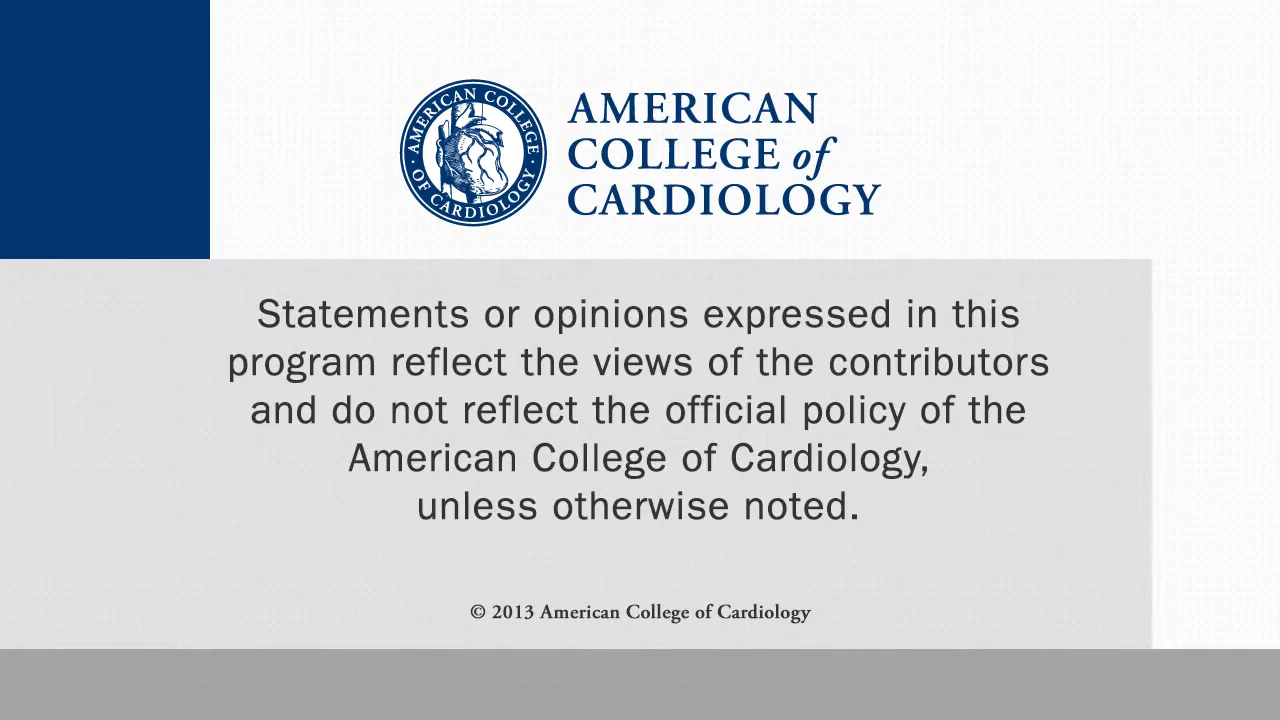 AMERICAN COLLEGE
OF CARDIOLOGY
AMERICAN
COLLEGE of
CARDIOLOGY
Statements or opinions expressed in this
program reflect the views of the contributors
and do not reflect the official policy of the
American College of Cardiology,
unless otherwise noted.
© 2013 American College of Cardiology